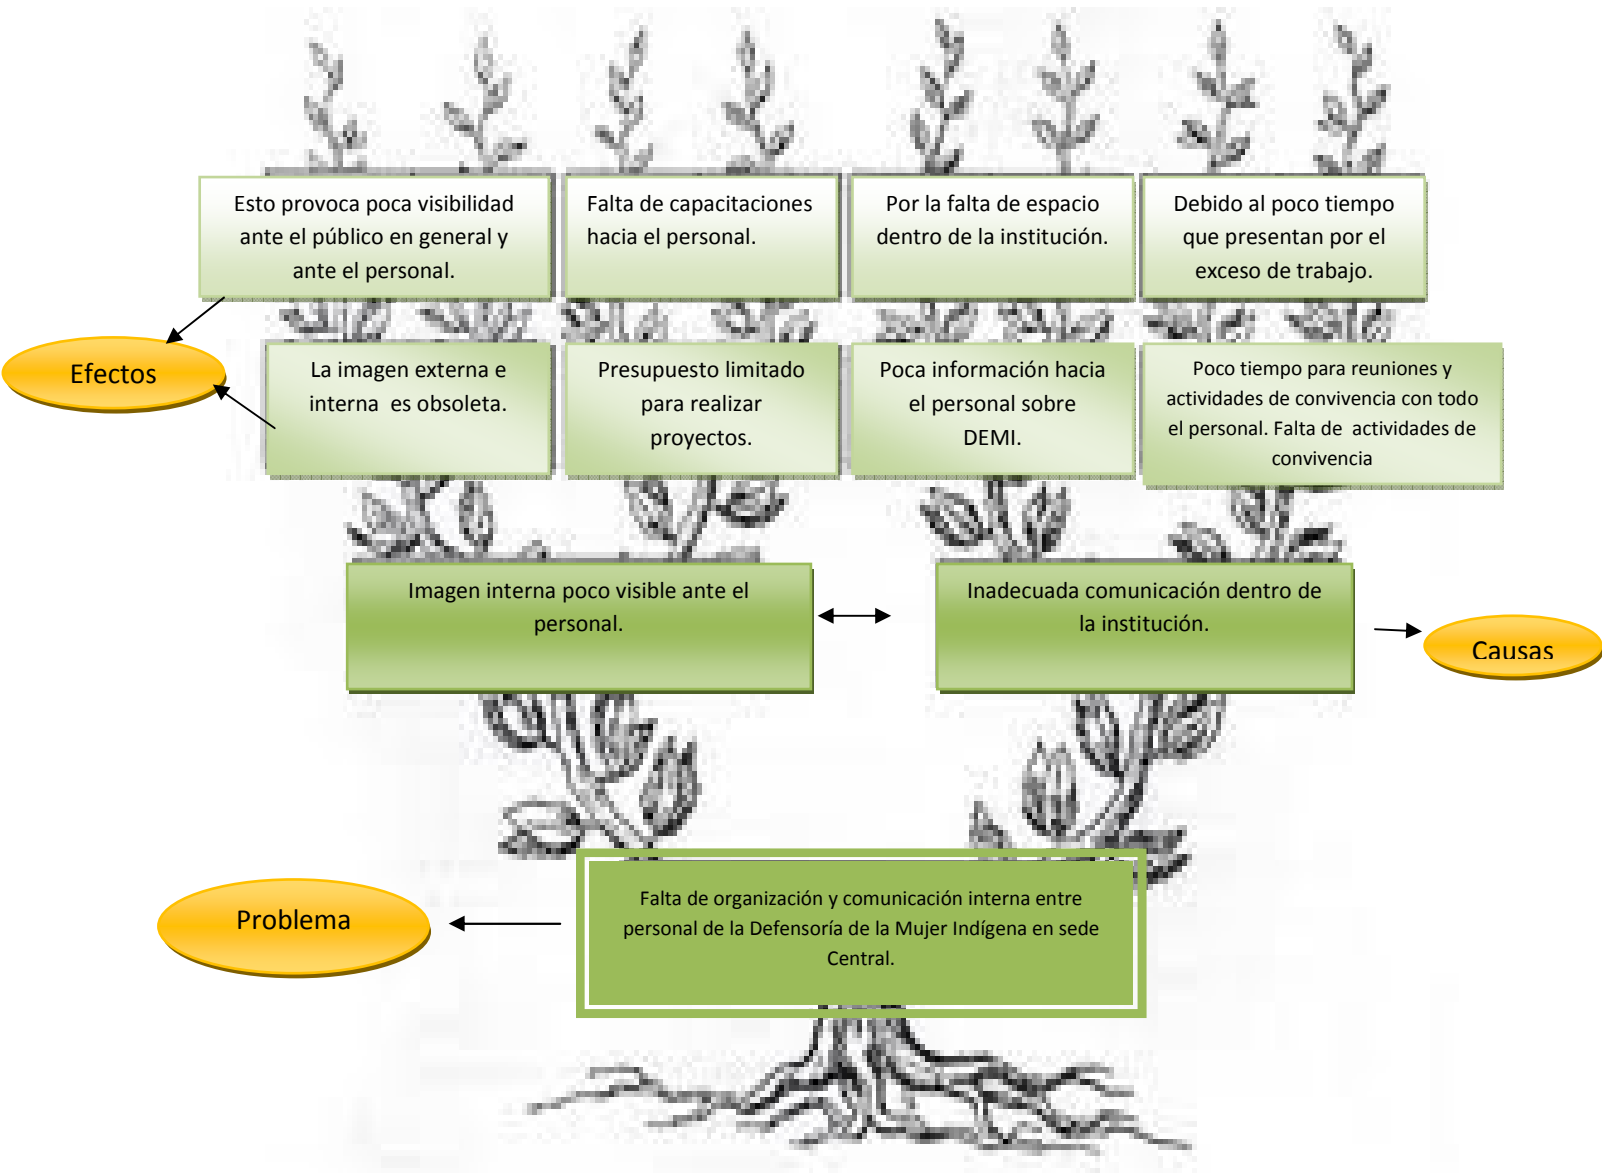 Esto provoca poca visibilidad
ante el público en general y
ante el personal.
Falta de capacitaciones
hacia el personal.
Por la falta de espacio
dentro de la institución.
Debido al poco tiempo
que presentan por el
exceso de trabajo.
Efectos
La imagen externa e
interna es obsoleta.
Presupuesto limitado
para realizar
proyectos.
Poca información hacia
el personal sobre
DEMI.
Poco tiempo para reuniones y
actividades de convivencia con todo
el personal. Falta de actividades de
convivencia
Imagen interna poco visible ante el
personal.
Inadecuada comunicación dentro de
la institución.
Causas
Problema
Falta de organización y comunicación interna entre
personal de la Defensoría de la Mujer Indígena en sede
Central.